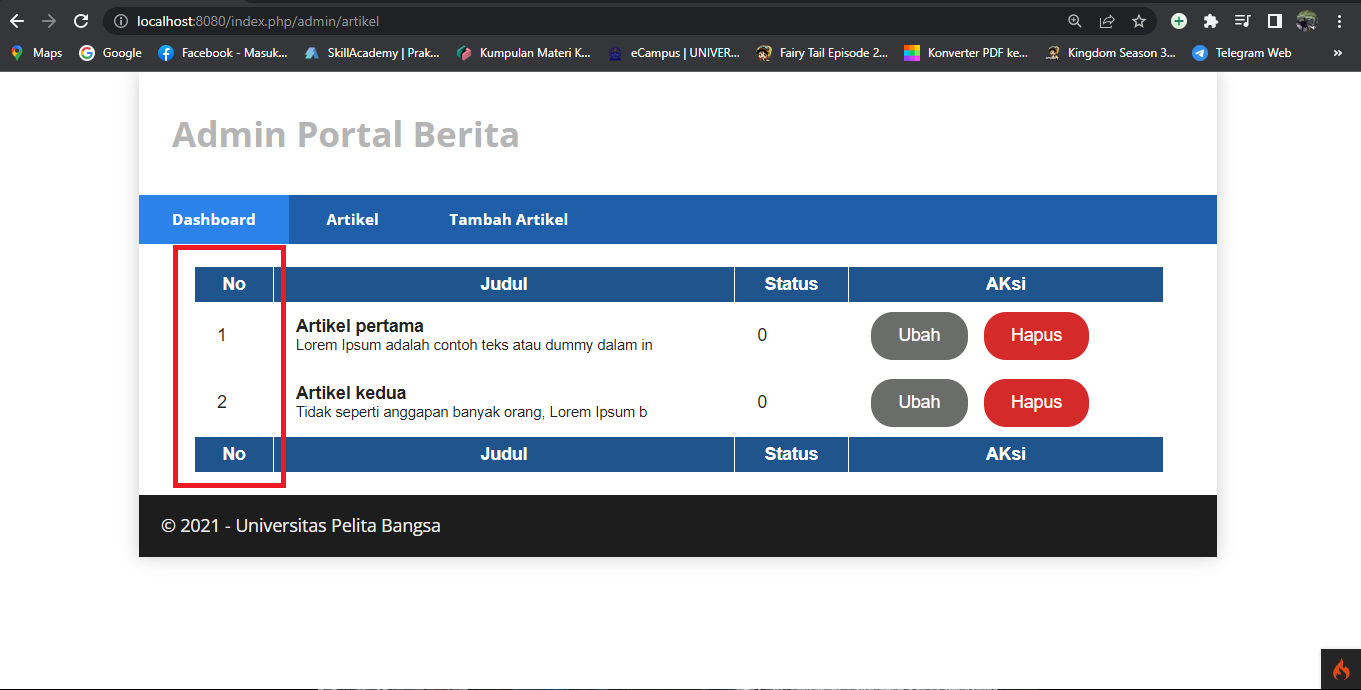 localhost:8080/index.php/admin/artikel
Maps Google Facebook - Masuk... SkillAcademy | Prak... Kumpulan Materi K... eCampus | UNIVER... Fairy Tail Episode 2... Konverter PDF ke... Kingdom Season 3... Telegram Web »
Admin Portal Berita
Dashboard Artikel Tambah Artikel
No Judul Status AKsi
1 Artikel pertama 0 Ubah Hapus
Lorem Ipsum adalah contoh teks atau dummy dalam in
2 Artikel kedua 0 Ubah Hapus
Tidak seperti anggapan banyak orang, Lorem Ipsum b
No Judul Status AKsi
© 2021 - Universitas Pelita Bangsa